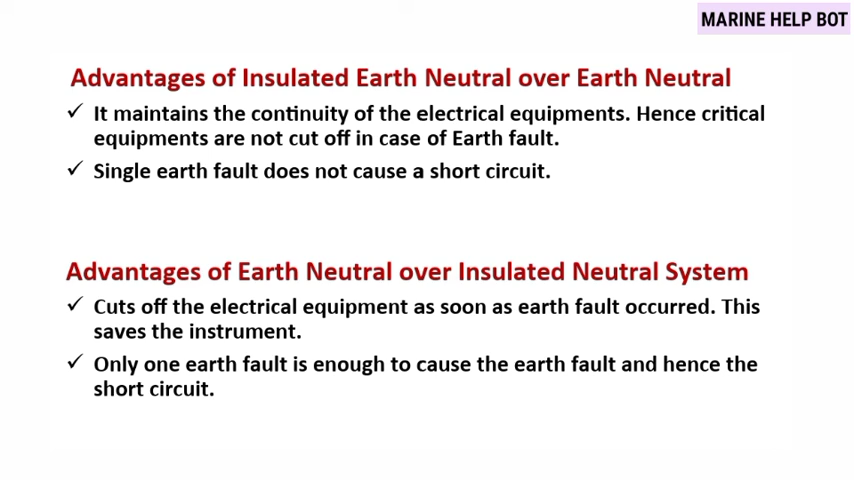 MARINE HELP BOT
Advantages of Insulated Earth Neutral over Earth Neutral
✓ It maintains the continuity of the electrical equipments. Hence critical
equipments are not cut off in case of Earth fault.
✓ Single earth fault does not cause a short circuit.
Advantages of Earth Neutral over Insulated Neutral System
✓ Cuts off the electrical equipment as soon as earth fault occurred. This
saves the instrument.
✓ Only one earth fault is enough to cause the earth fault and hence the
short circuit.